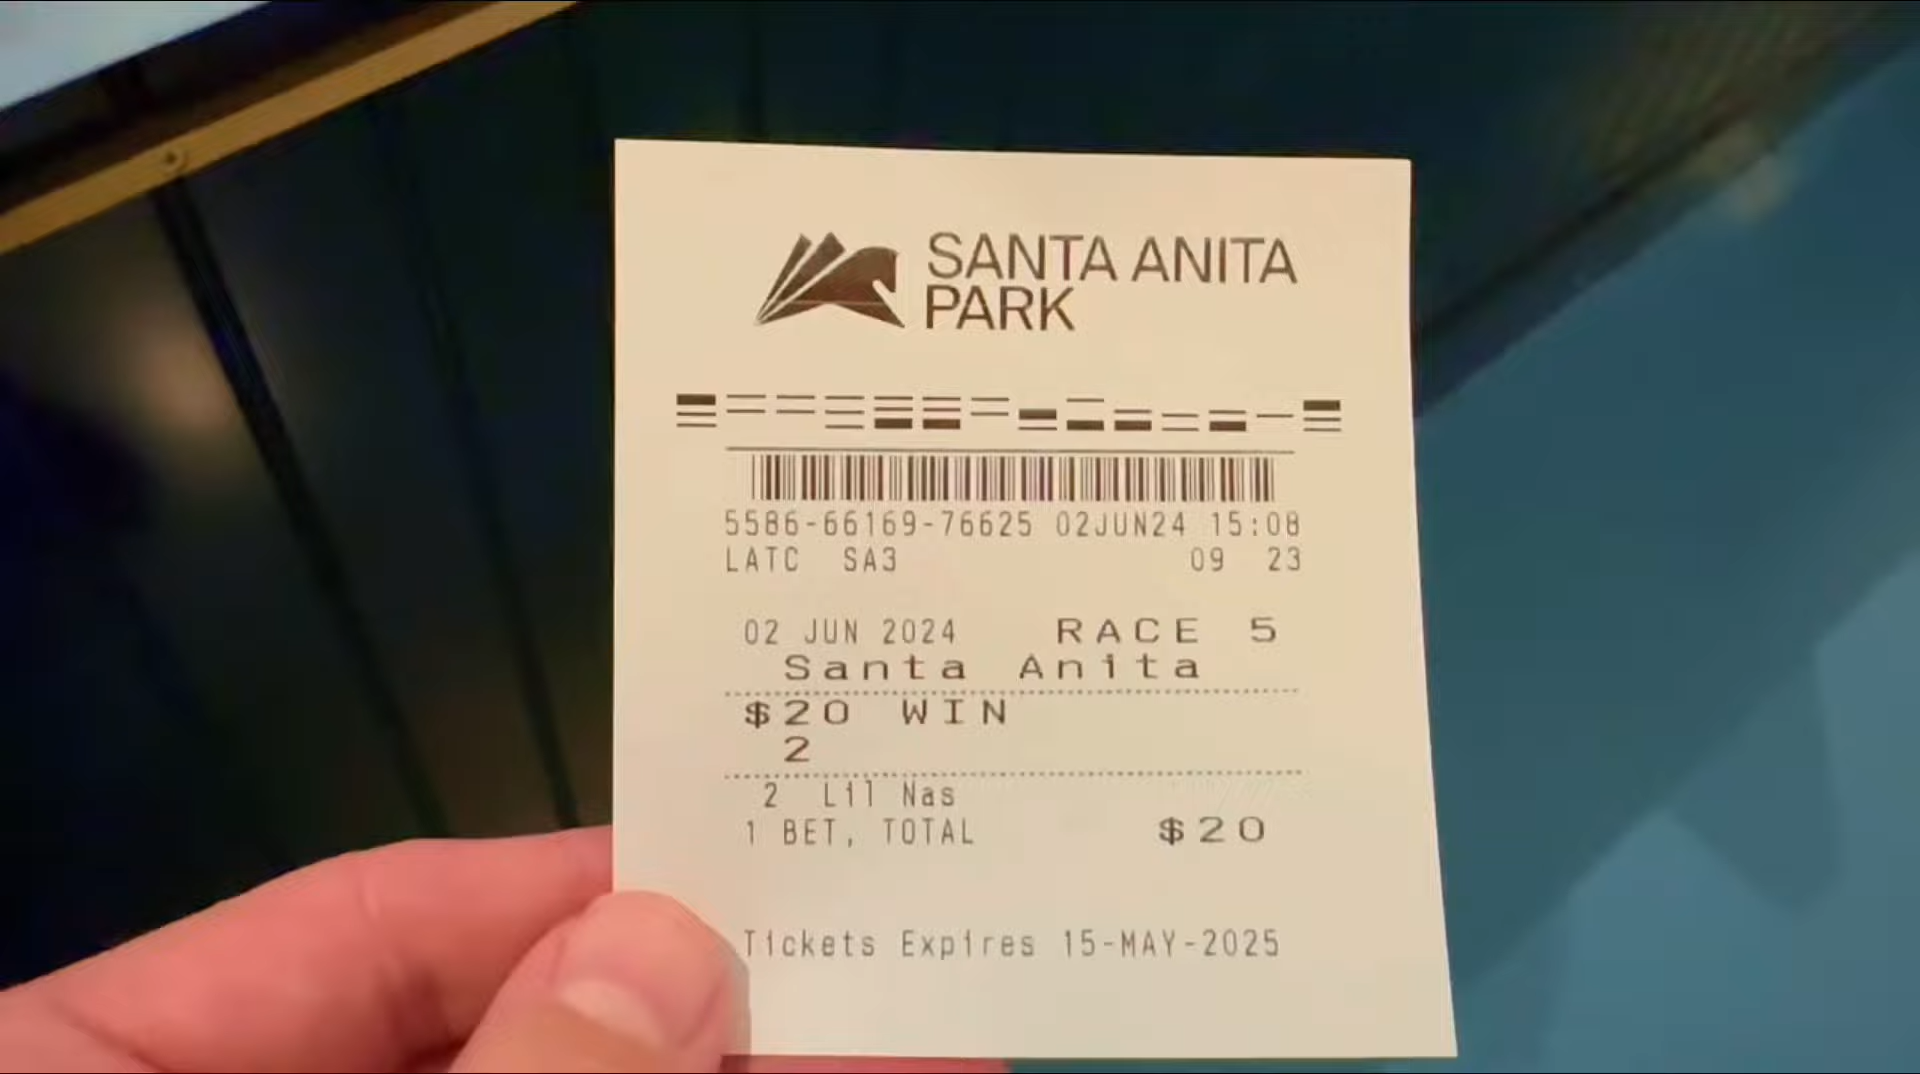 SANTA ANITA
PARK
5586-66169-76625 02JUN24 15:08
LATC SA3 09 23
02 JUN 2024 RACE 5
Santa Anita
$20 WIN
2
2 Lil Nas
1 BET, TOTAL $20
Tickets Expires 15-MAY-2025